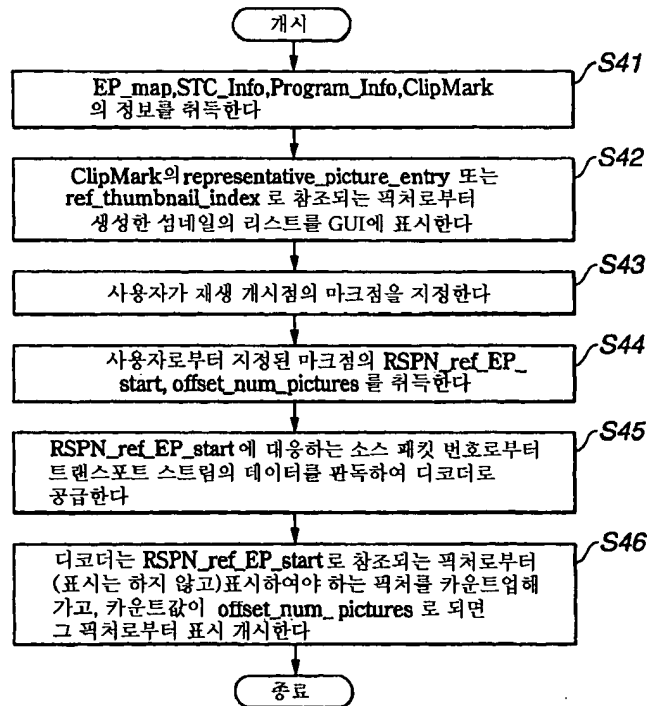 개시
S41
EP_map,STC_Info,Program_Info,ClipMark
의 정보를 취득한다
S42
ClipMark의 representative_picture_entry 또는
ref_thumbnail_index 로 참조되는 픽처로부터
생성한 섬네일의 리스트를 GUI에 표시한다
S43
사용자가 재생 개시점의 마크점을 지정한다
S44
사용자로부터 지정된 마크점의 RSPN_ref_EP_
start, offset_num_pictures 를 취득한다
S45
RSPN_ref_EP_start 에 대응하는 소스 패킷 번호로부터
트랜스포트 스트림의 데이터를 판독하여 디코더로
공급한다
S46
디코더는 RSPN_ref_EP_start 로 참조되는 픽처로부터
(표시는 하지 않고)표시하여야 하는 픽처를 카운트업해
가고, 카운트값이 offset_num_ pictures 로 되면
그 픽처로부터 표시 개시한다
종료